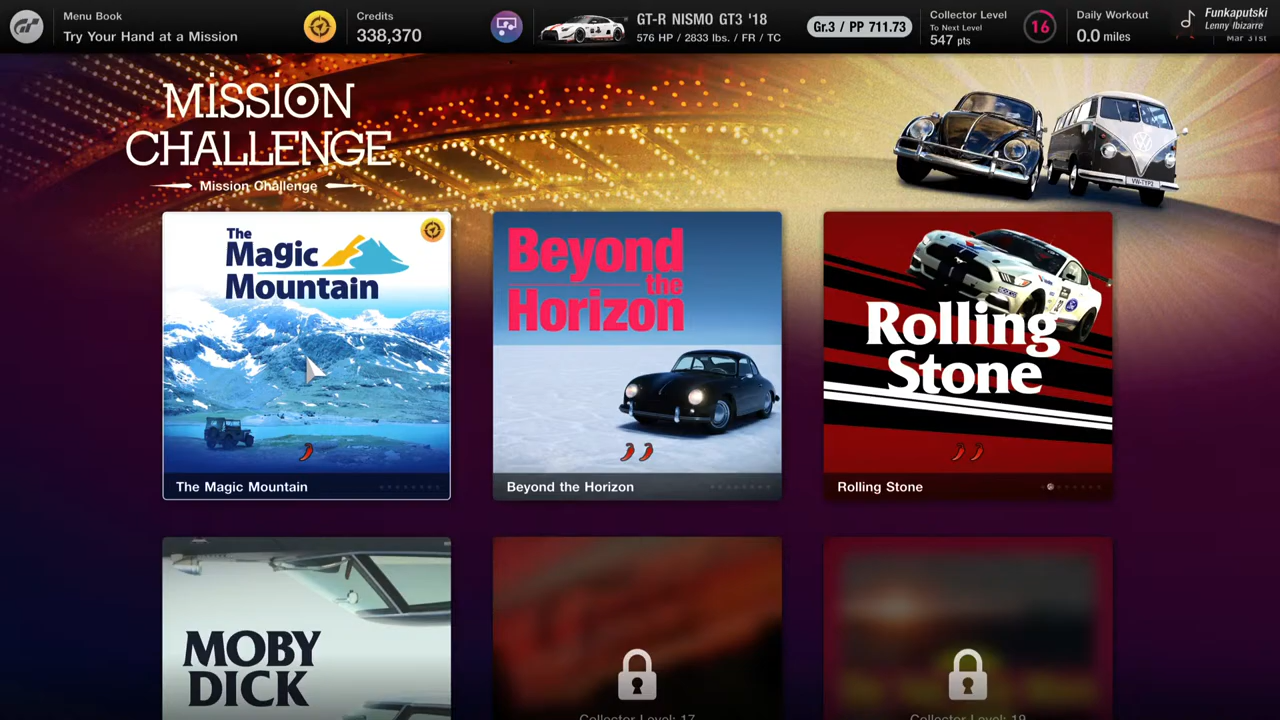 GT
Menu Book
Try Your Hand at a Mission
Credits
338,370
GT-R NISMO GT3 '18
576 HP / 2833 lbs. / FR / TC
Gr.3 / PP 711.73
Collector Level
To Next Level
547 pts
16
Daily Workout
0.0 miles
Funkaputski
Lenny Ibizarre
Mar 31st
MISSION
CHALLENGE
Mission Challenge
VW-TYP2
The
Magic
Mountain
The Magic Mountain
Beyond
the
Horizon
Beyond the Horizon
Rolling
Stone
Rolling Stone
MOBY
DICK
Collector Level: 17
Collector Level: 19